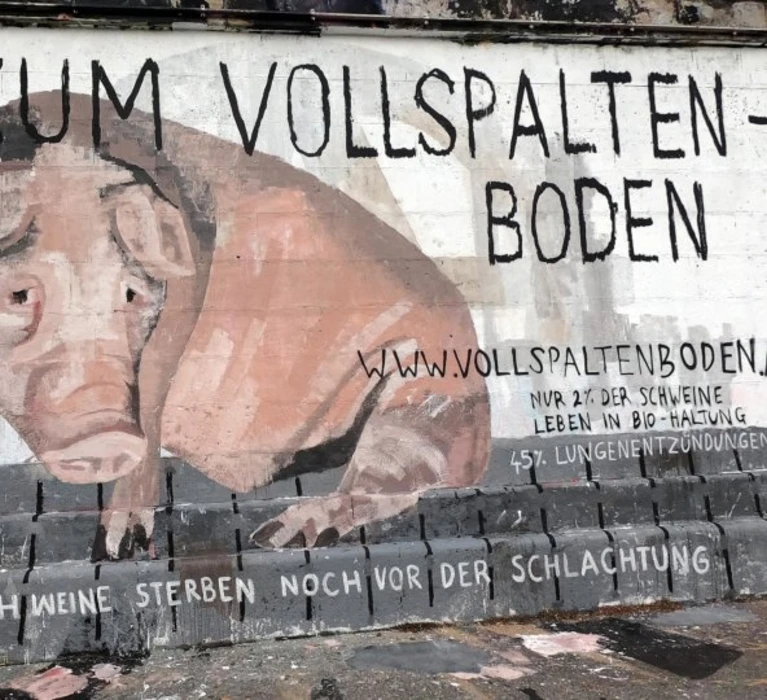 ZUM VOLLSPALTEN-
BODEN
WWW.VOLLSPALTENBODEN.
NUR 2% DER SCHWEINE
LEBEN IN BIO-HALTUNG
45% LUNGENENTZÜNDUNGEN
HWEINE STERBEN NOCH VOR DER SCHLACHTUNG